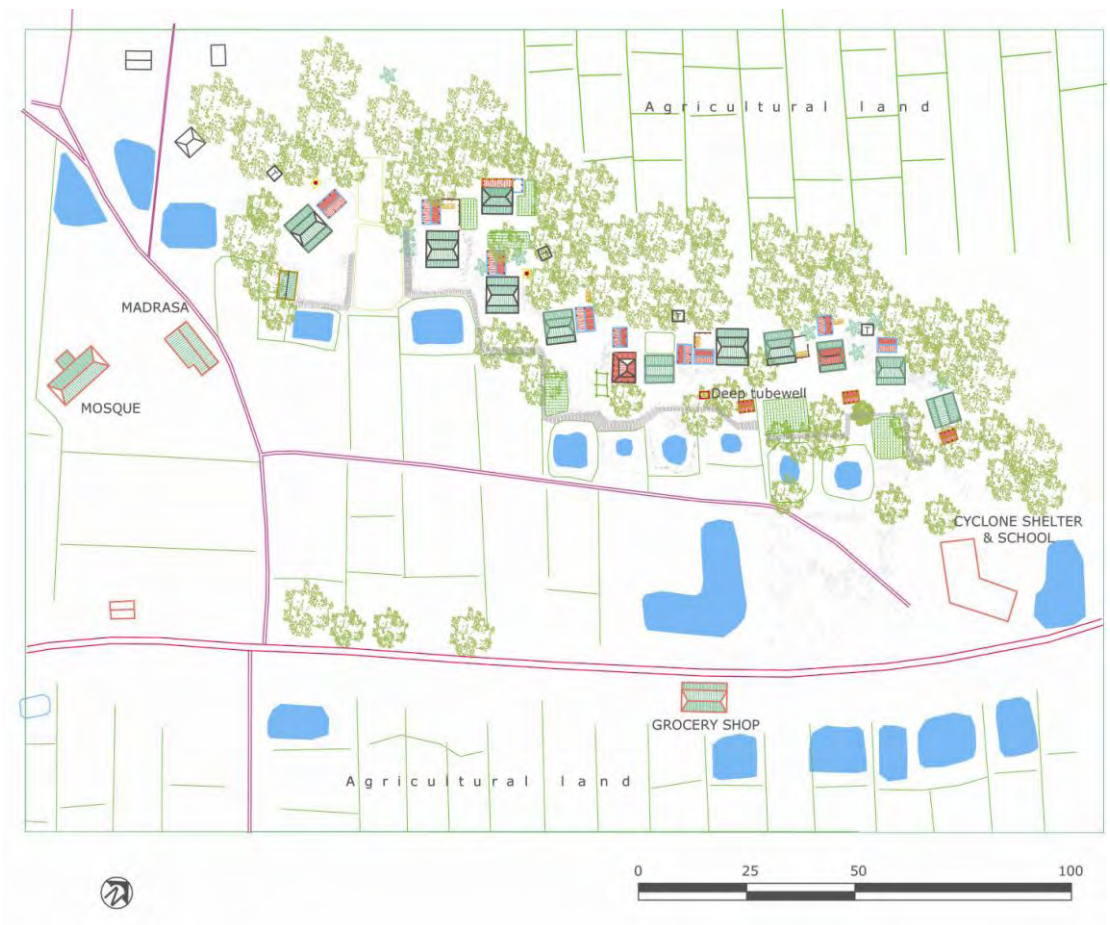 Agricultural land
MADRASA
MOSQUE
T
T
T
T
Deep tubewell
CYCLONE SHELTER
& SCHOOL
GROCERY SHOP
Agricultural land
0 25 50 100